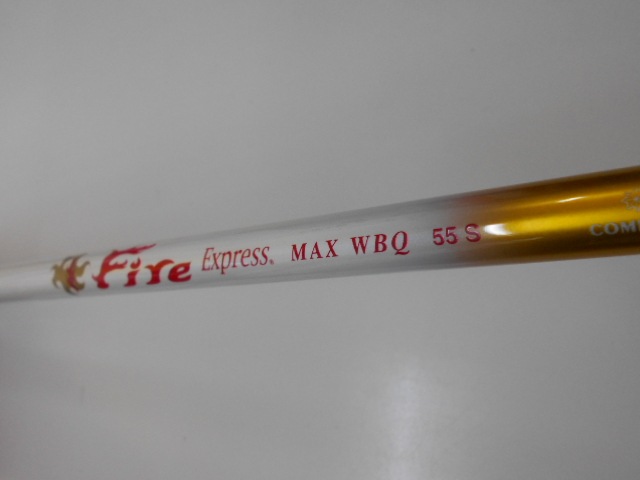 Fire Express. MAX WBQ 55 S